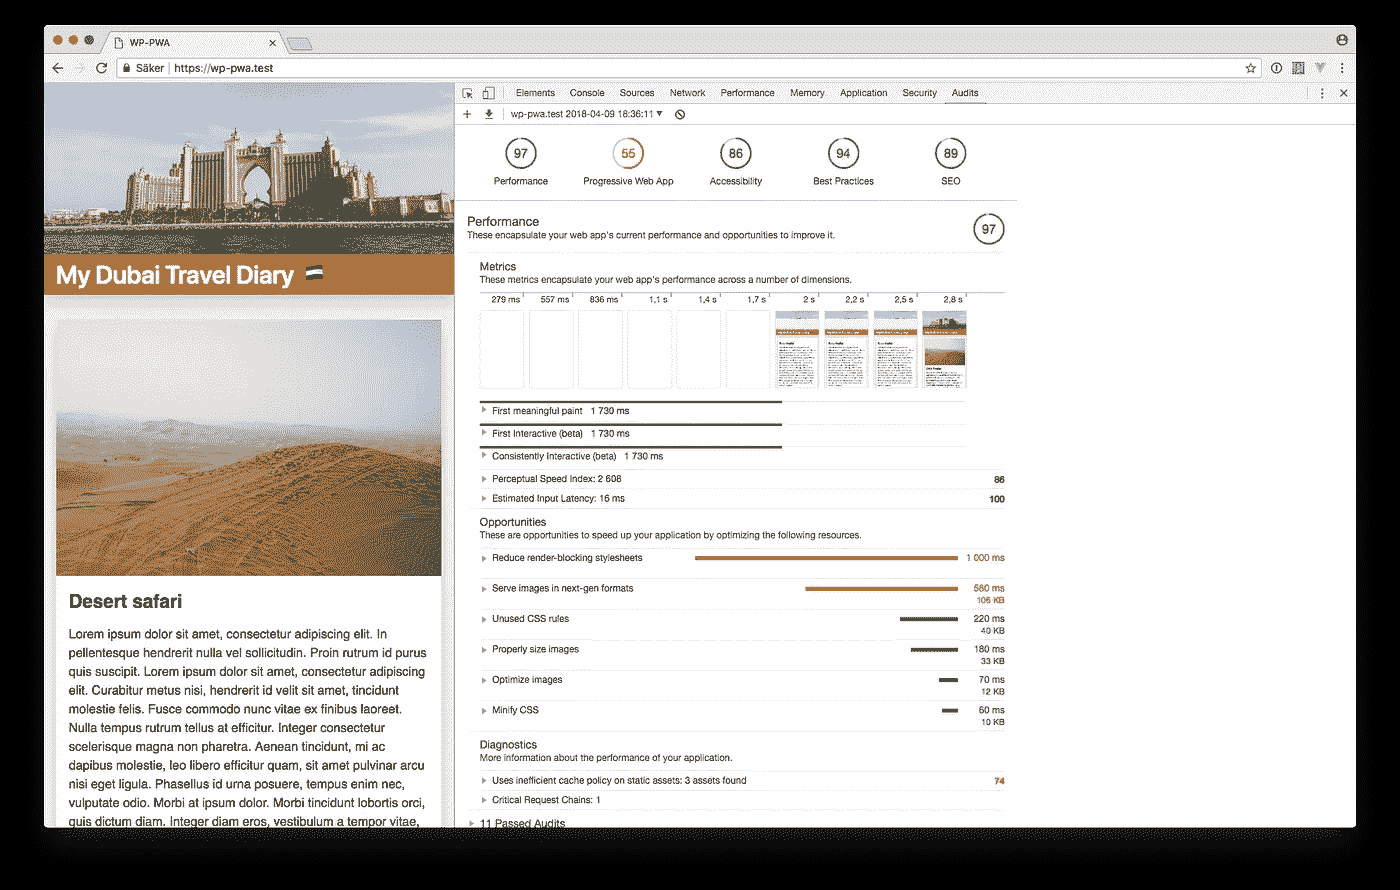 WP-PWA
Säker | https://wp-pwa.test
My Dubai Travel Diary
Desert safari
Lorem ipsum dolor sit amet, consectetur adipiscing elit. In
pellentesque hendrerit nulla vel sollicitudin. Proin rutrum id purus
quis suscipit. Lorem ipsum dolor sit amet, consectetur adipiscing
elit. Curabitur metus nisi, hendrerit id velit sit amet, tincidunt
molestie felis. Fusce commodo nunc vitae ex finibus laoreet.
Nulla tempus rutrum tellus at efficitur. Integer consectetur
scelerisque magna non pharetra. Aenean tincidunt, mi ac
dapibus molestie, leo libero efficitur quam, sit amet pulvinar arcu
nisi eget ligula. Phasellus id urna posuere, tempus enim nec,
vulputate odio. Morbi at ipsum dolor. Morbi tincidunt lobortis orci,
quis dictum diam. Integer diam eros, vestibulum a tempor vitae,
Elements Console Sources Network Performance Memory Application Security Audits
wp-pwa.test 2018-04-09 18:36:11
97 55 86 94 89
Performance Progressive Web App Accessibility Best Practices SEO
Performance
These encapsulate your web app's current performance and opportunities to improve it.
97
Metrics
These metrics encapsulate your web app's performance across a number of dimensions.
279 ms 557 ms 836 ms 1,1 s 1,4 s 1,7 s 2 s 2,2 s 2,5 s 2,8 s
First meaningful paint 1 730 ms
First Interactive (beta) 1 730 ms
Consistently Interactive (beta) 1 730 ms
Perceptual Speed Index: 2 608 86
Estimated Input Latency: 16 ms 100
Opportunities
These are opportunities to speed up your application by optimizing the following resources.
Reduce render-blocking stylesheets 1 000 ms
Serve images in next-gen formats 560 ms
106 KB
Unused CSS rules 220 ms
40 KB
Properly size images 180 ms
33 KB
Optimize images 70 ms
12 KB
Minify CSS 60 ms
10 KB
Diagnostics
More information about the performance of your application.
Uses inefficient cache policy on static assets: 3 assets found 74
Critical Request Chains: 1
11 Passed Audits